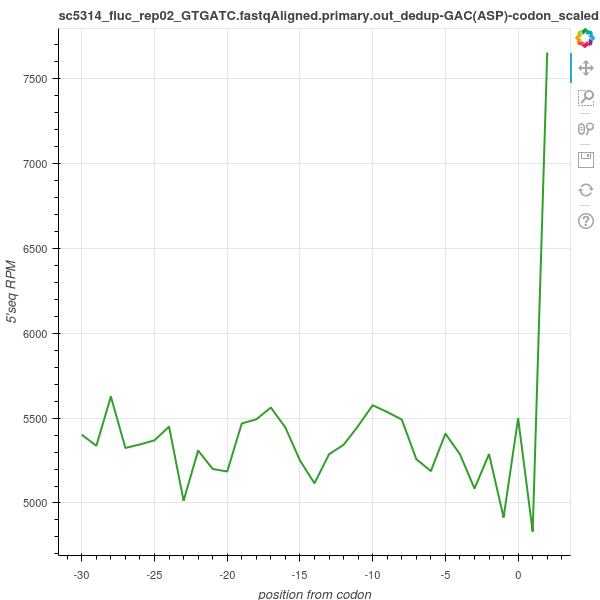 sc5314_fluc_rep02_GTGATC.fastqAligned.primary.out_dedup-GAC(ASP)-codon_scaled
7500
7000
6500
6000
5500
5000
5'seq RPM
-30 -25 -20 -15 -10 -5 0
position from codon